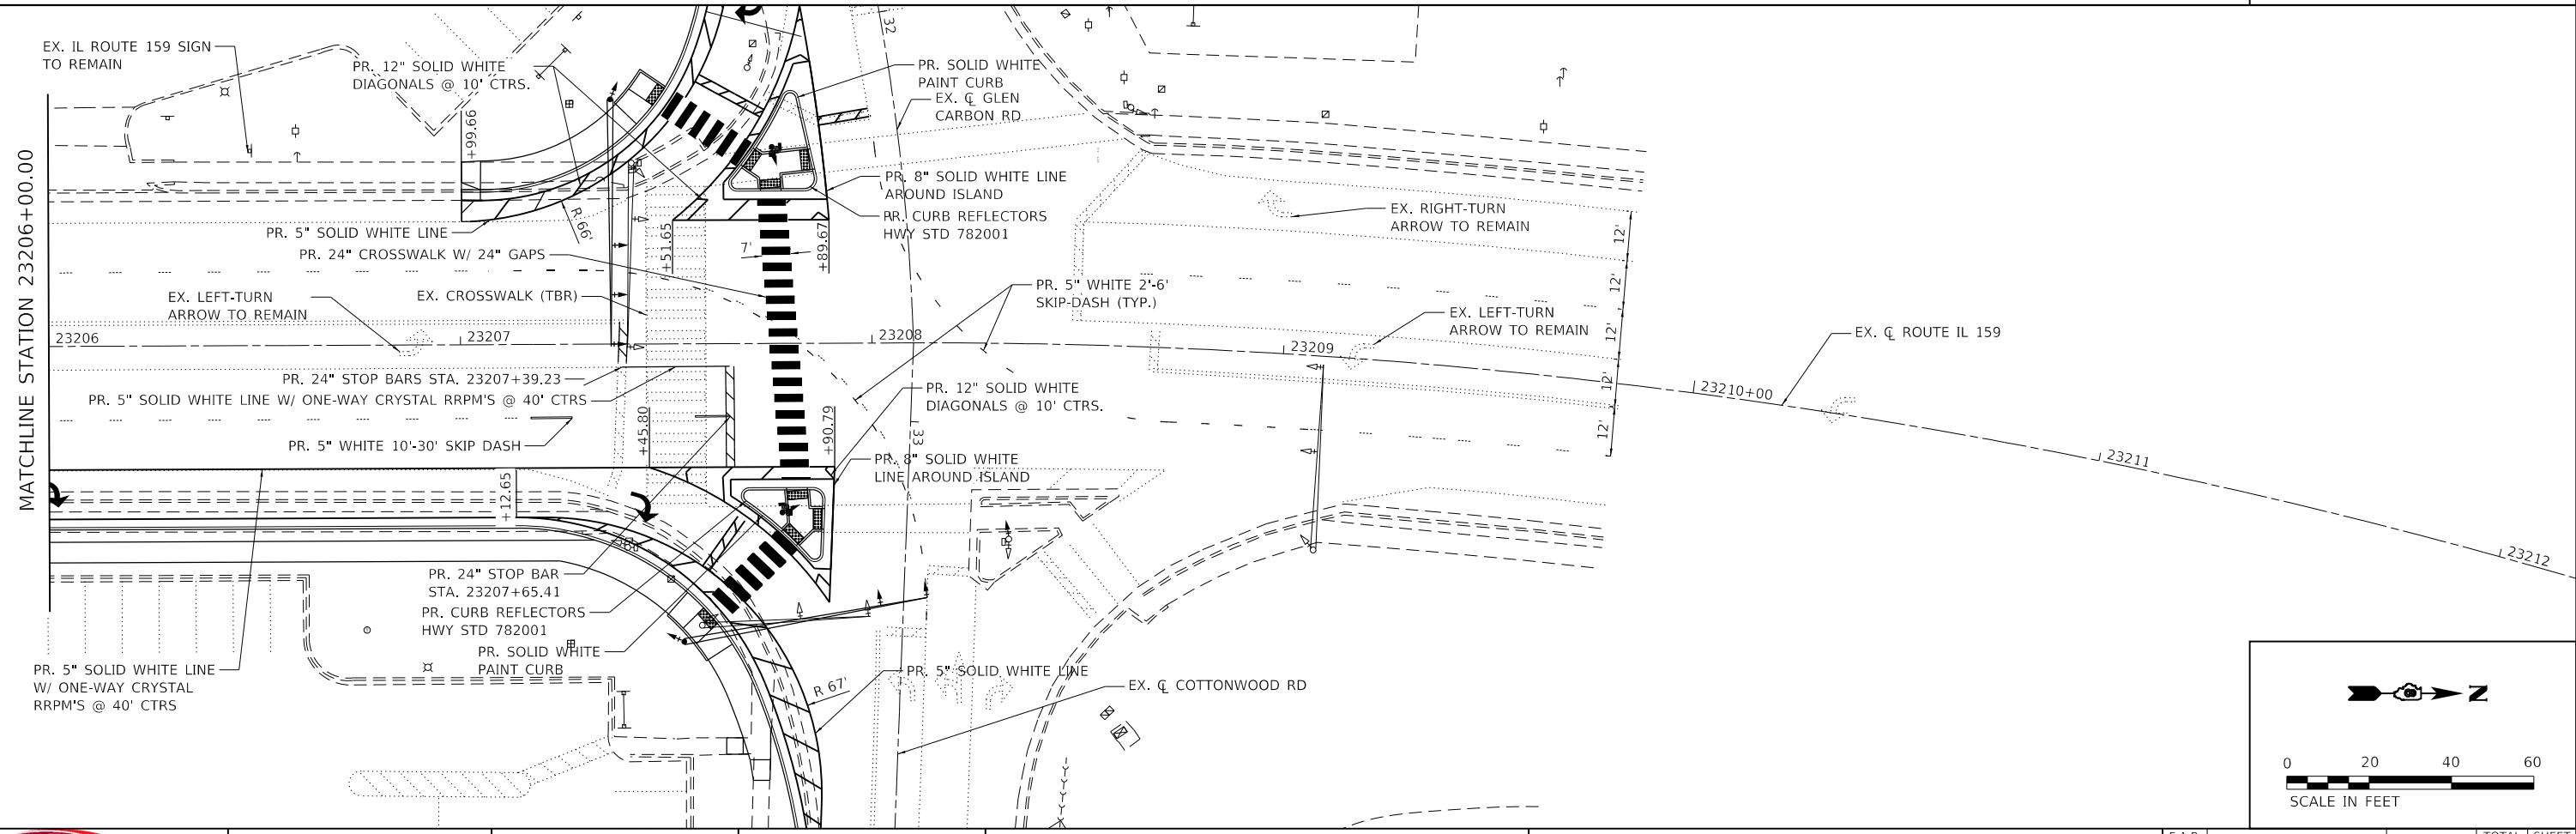 EX. IL ROUTE 159 SIGN
TO REMAIN
PR. 12" SOLID WHITE
DIAGONALS @ 10' CTRS.
+99.66
32
PR. SOLID WHITE
PAINT CURB
EX. ℄ GLEN
CARBON RD
PR. 8" SOLID WHITE LINE
AROUND ISLAND
PR. CURB REFLECTORS
HWY STD 782001
EX. RIGHT-TURN
ARROW TO REMAIN
MATCHLINE STATION 23206+00.00
PR. 5" SOLID WHITE LINE
R 66'
PR. 24" CROSSWALK W/ 24" GAPS
+51.65
7'
+89.67
12'
12'
12'
12'
12'
EX. LEFT-TURN
ARROW TO REMAIN
EX. CROSSWALK (TBR)
PR. 5" WHITE 2'-6'
SKIP-DASH (TYP.)
EX. LEFT-TURN
ARROW TO REMAIN
EX. ℄ ROUTE IL 159
23206
23207
23208
23209
23210+00
23211
23212
PR. 24" STOP BARS STA. 23207+39.23
PR. 5" SOLID WHITE LINE W/ ONE-WAY CRYSTAL RRPM'S @ 40' CTRS
PR. 12" SOLID WHITE
DIAGONALS @ 10' CTRS.
+45.80
+90.79
33
PR. 5" WHITE 10'-30' SKIP DASH
PR. 8" SOLID WHITE
LINE AROUND ISLAND
+12.65
PR. 24" STOP BAR
STA. 23207+65.41
PR. CURB REFLECTORS
HWY STD 782001
PR. SOLID WHITE
PAINT CURB
PR. 5" SOLID WHITE LINE
W/ ONE-WAY CRYSTAL
RRPM'S @ 40' CTRS
R 67'
PR. 5" SOLID WHITE LINE
EX. ℄ COTTONWOOD RD
N
0 20 40 60
SCALE IN FEET